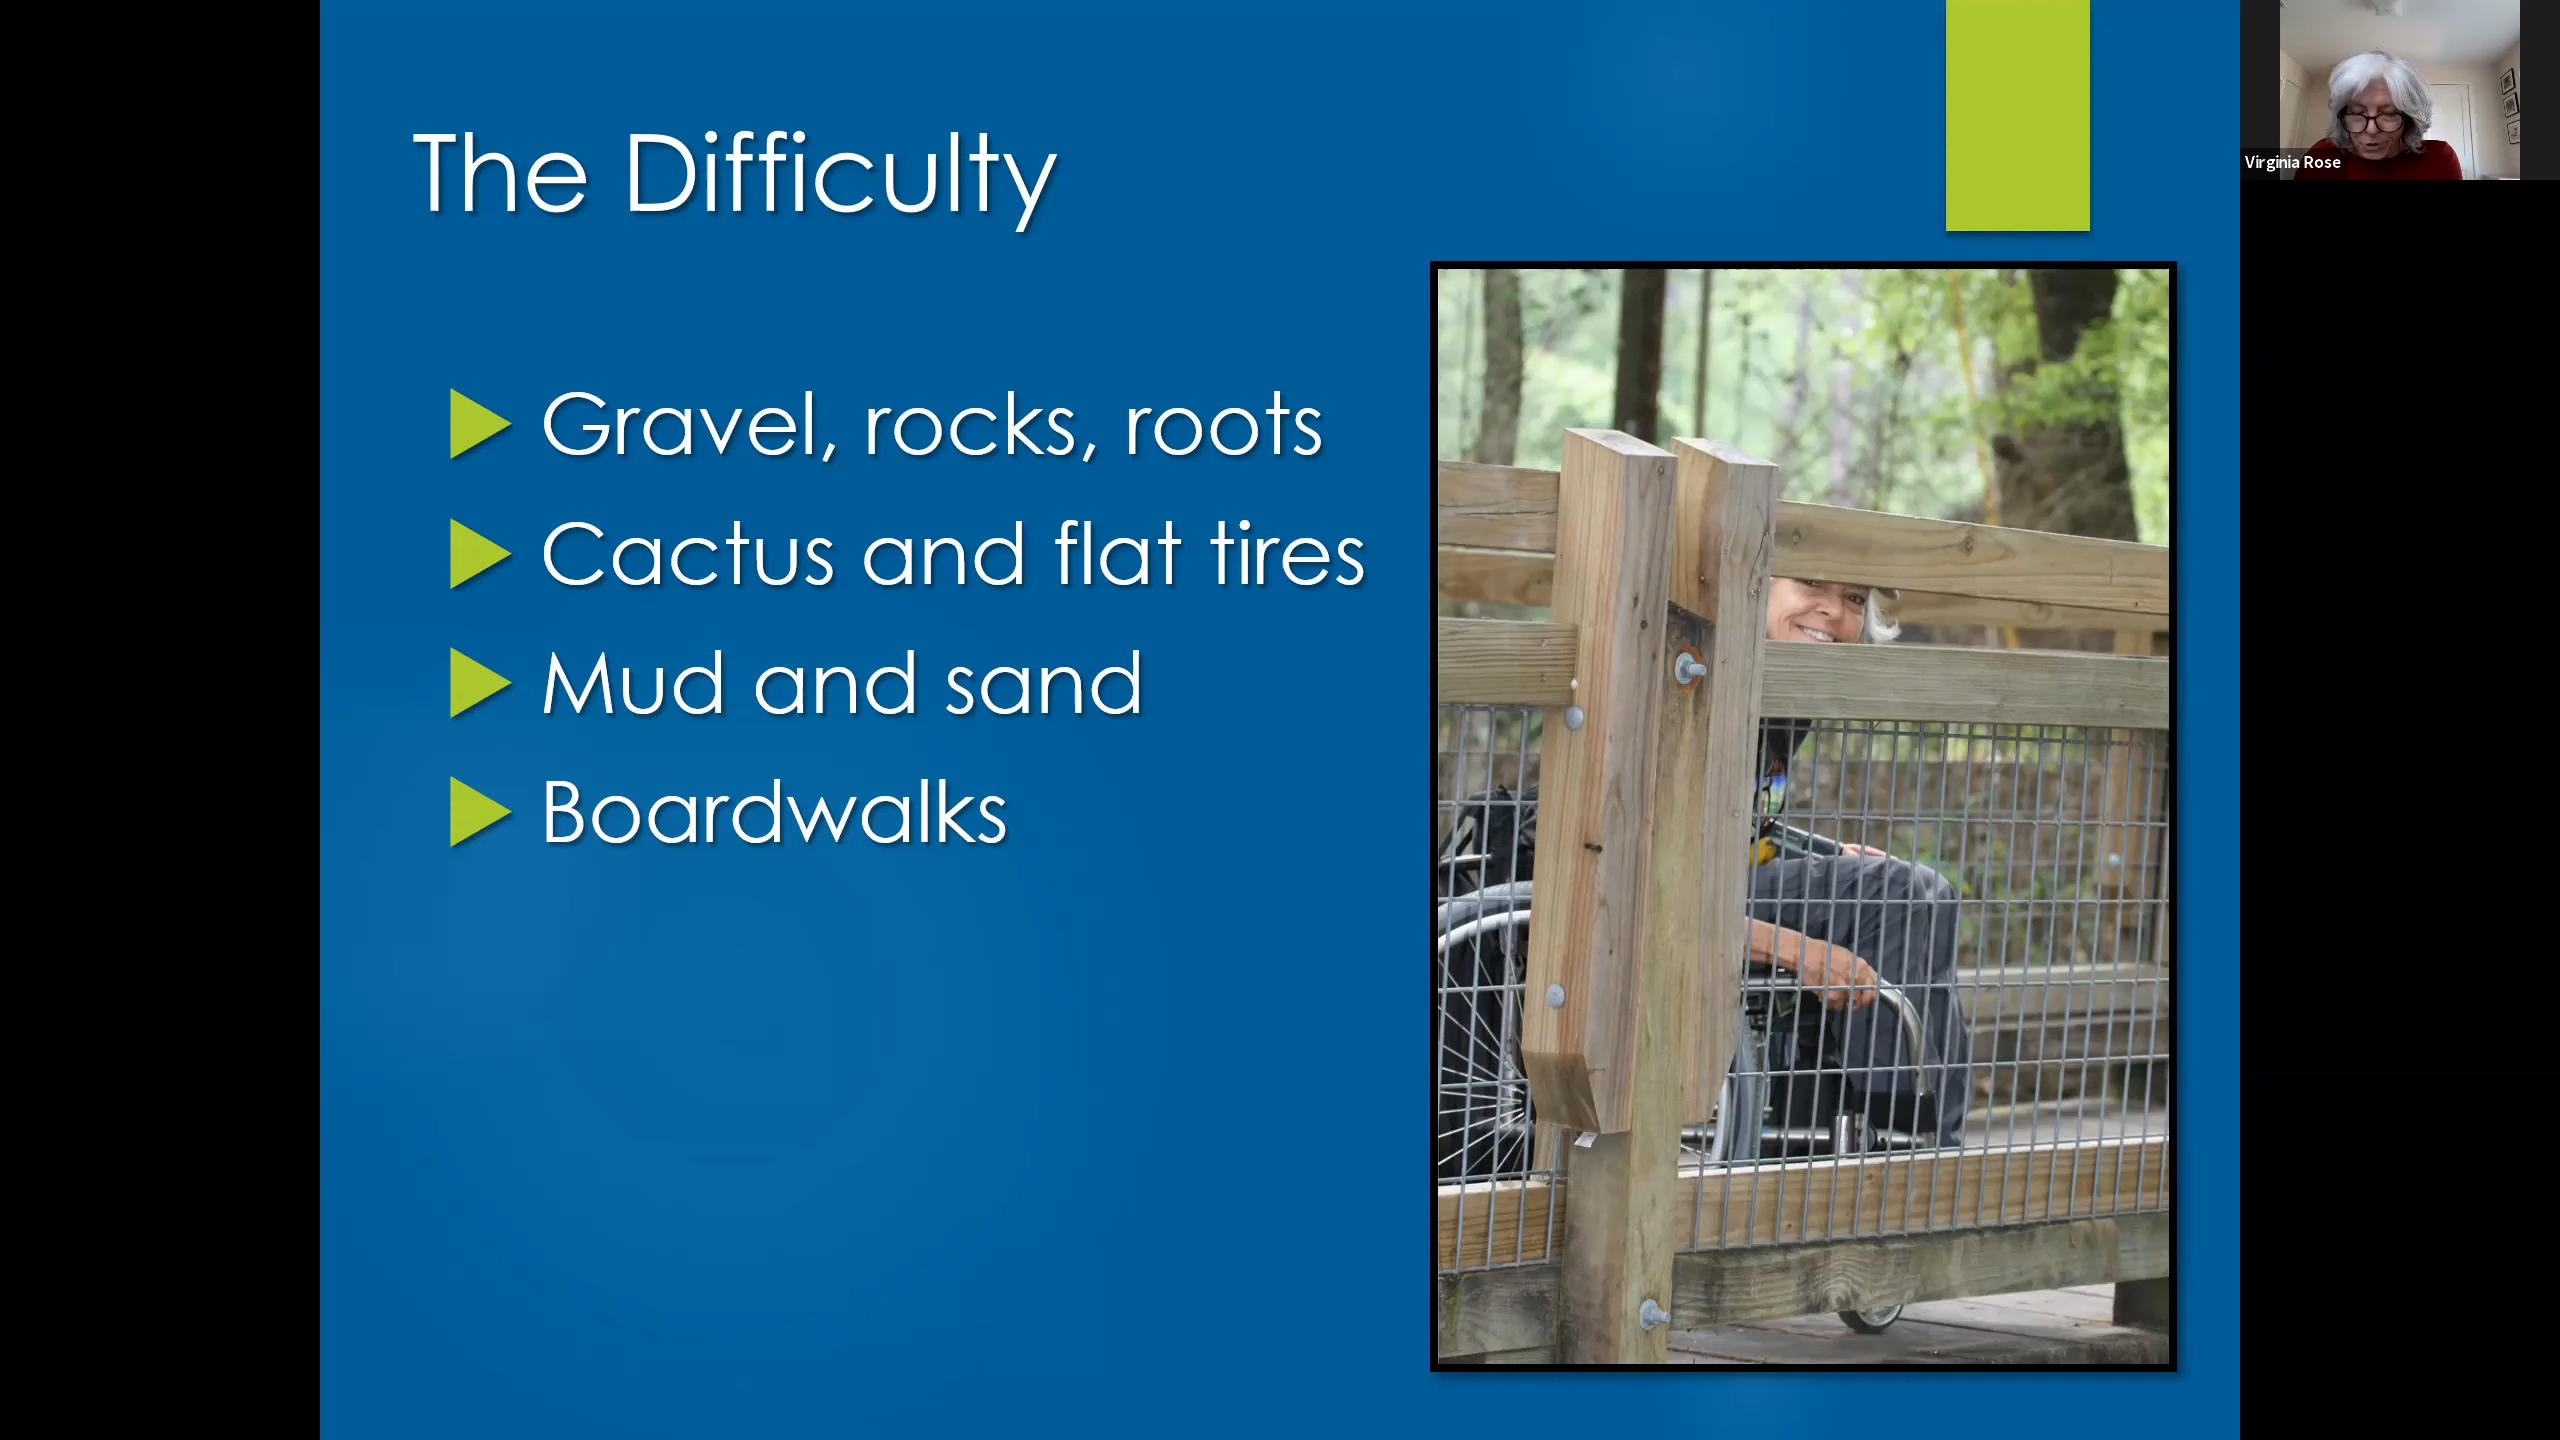 The Difficulty
Gravel, rocks, roots
Cactus and flat tires
Mud and sand
Boardwalks
Virginia Rose